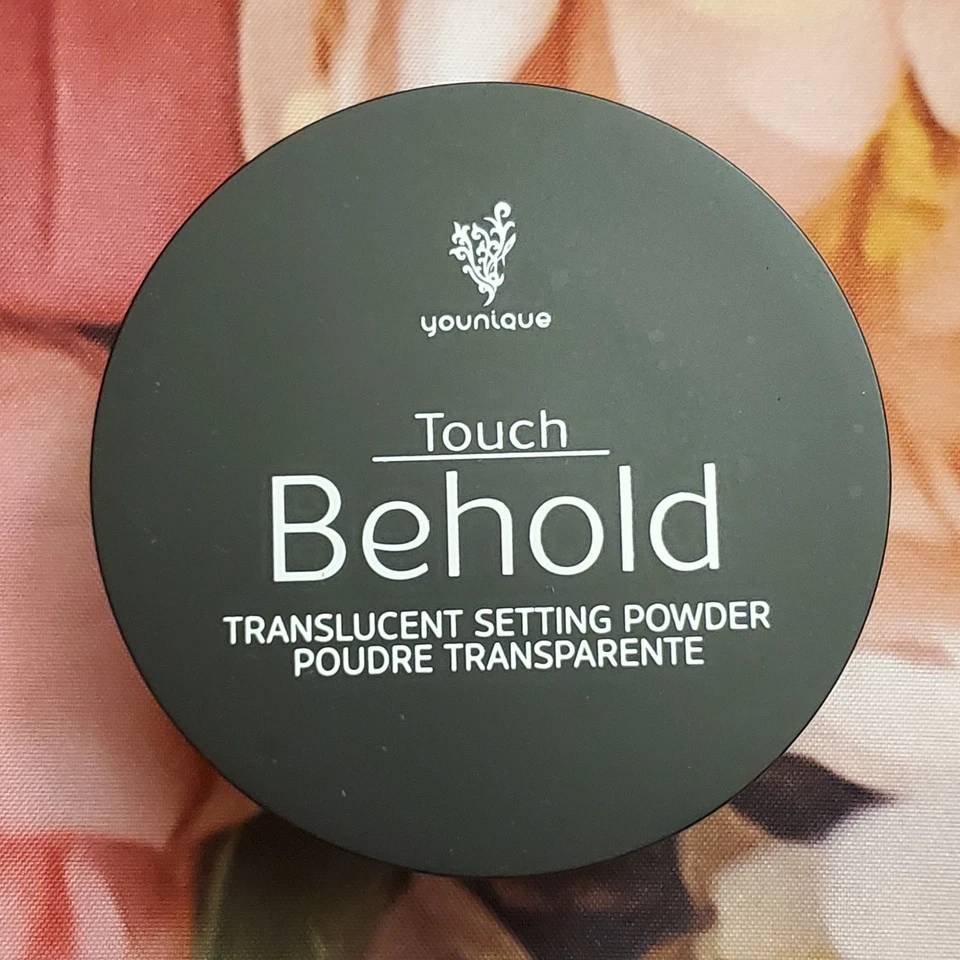 younique
Touch
Behold
TRANSLUCENT SETTING POWDER
POUDRE TRANSPARENTE